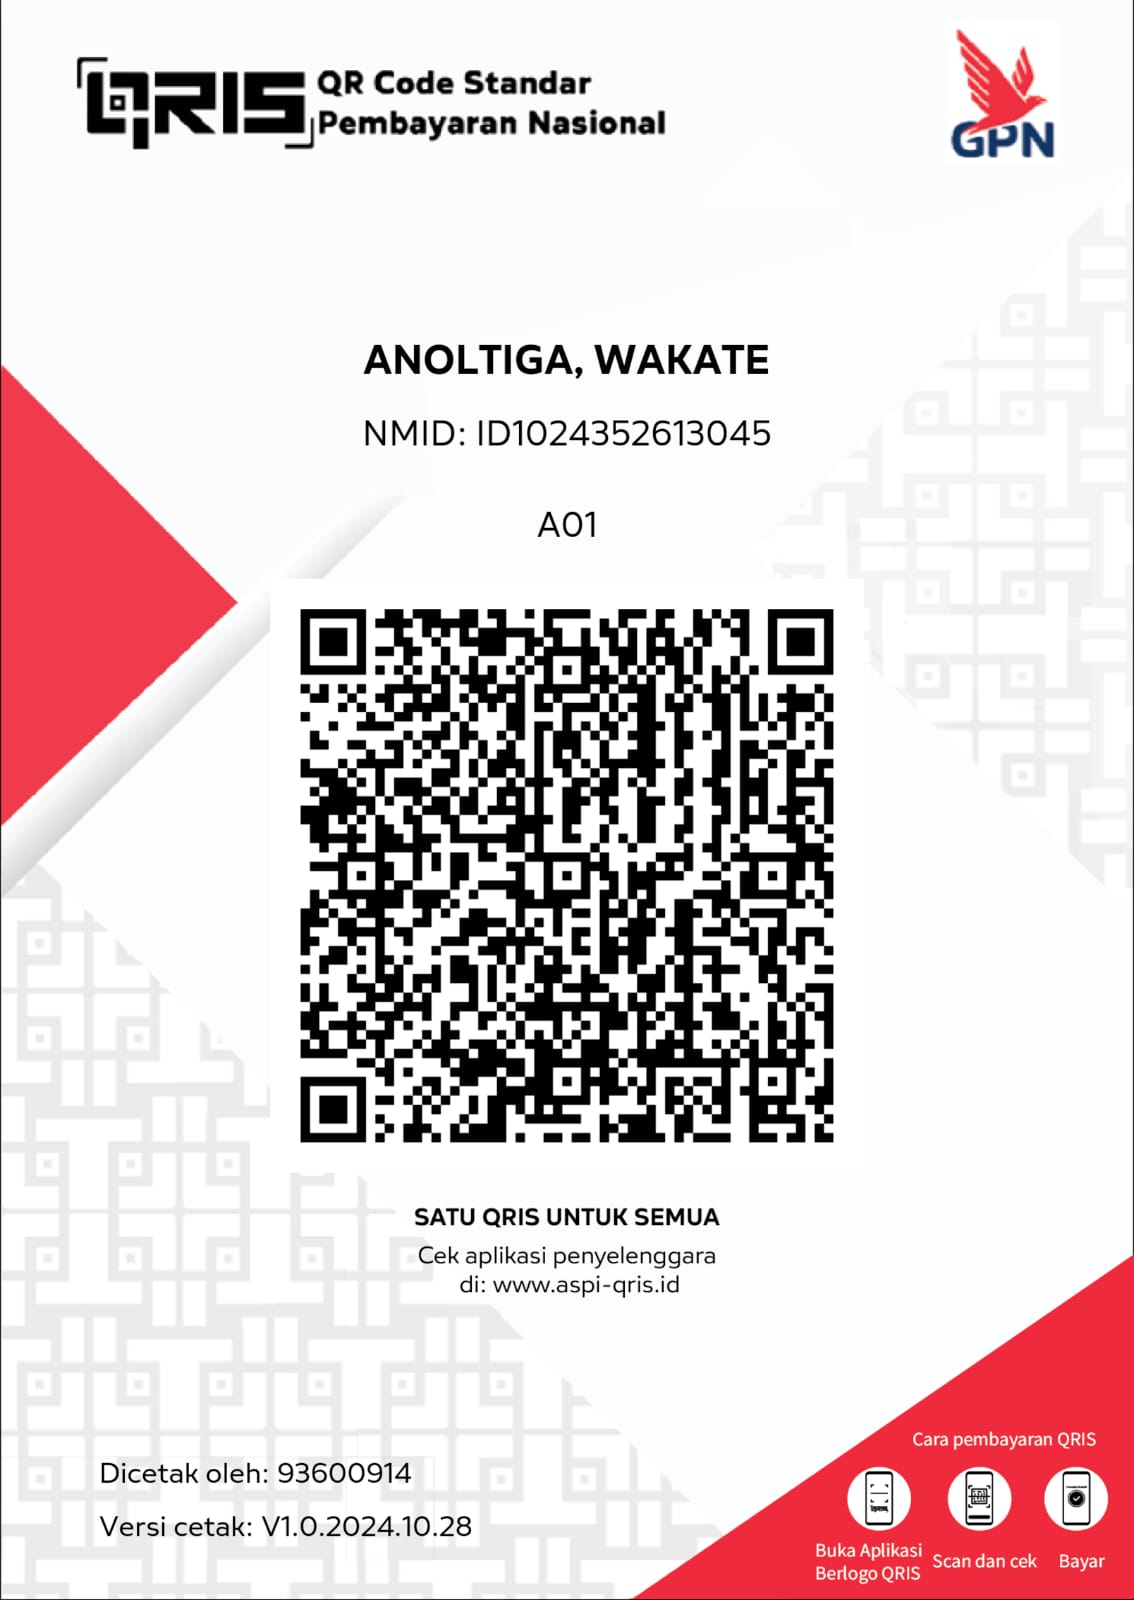 QRIS QR Code Standar
Pembayaran Nasional
GPN
ANOLTIGA, WAKATE
NMID: ID1024352613045
A01
SATU QRIS UNTUK SEMUA
Cek aplikasi penyelenggara
di: www.aspi-qris.id
Dicetak oleh: 93600914
Versi cetak: V1.0.2024.10.28
Cara pembayaran QRIS
Buka Aplikasi
Berlogo QRIS
Scan dan cek
Bayar